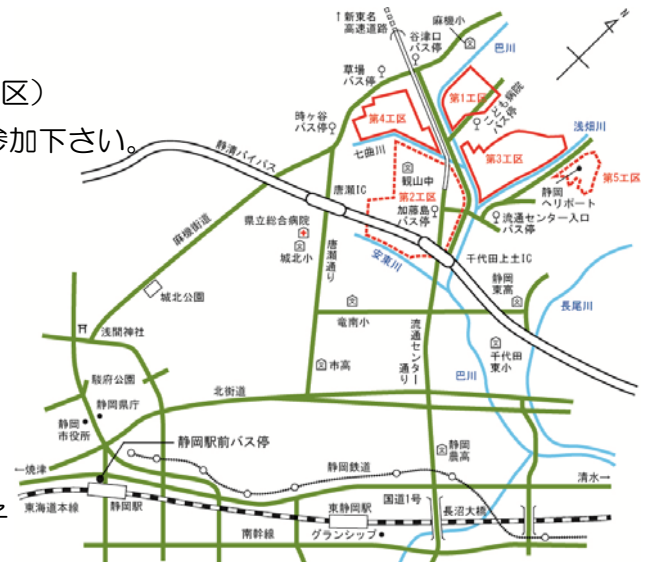 ↑新東名
高速道路
麻機小
谷津口
バス停
巴川
N
区）
草場
バス停
第1工区
こども病院
バス停
浅畑川
参加下さい。
時ヶ谷
バス停
第4工区
七曲川
第3工区
第5工区
静清バイパス
観山中
静岡
ヘリポート
唐瀬IC
第2工区
加藤島
バス停
流通センター入口
バス停
麻機街道
県立総合病院
城北小
唐瀬通り
安東川
千代田上土IC
静岡
東高
長尾川
城北公園
竜南小
流通センター通り
浅間神社
千代田
東小
市高
巴川
駿府公園
北街道
静岡県庁
静岡
市役所
静岡駅前バス停
静岡
農高
←焼津
静岡鉄道
清水→
東海道本線
静岡駅
東静岡駅
国道1号
長沼大橋
南幹線
グランシップ